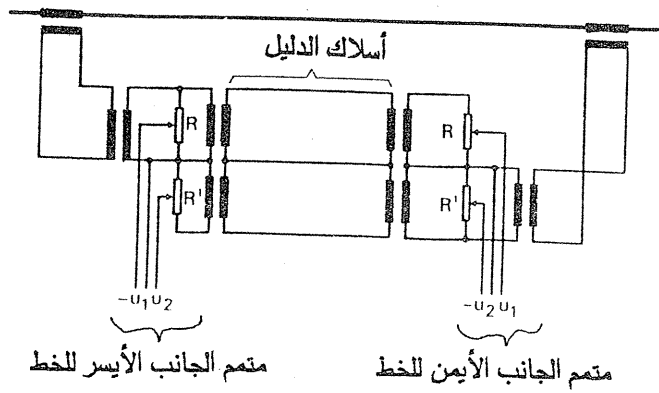 أسلاك الدليل
R
R
R'
R'
-u₁ u₂
-u₂ u₁
متمم الجانب الأيسر للخط
متمم الجانب الأيمن للخط